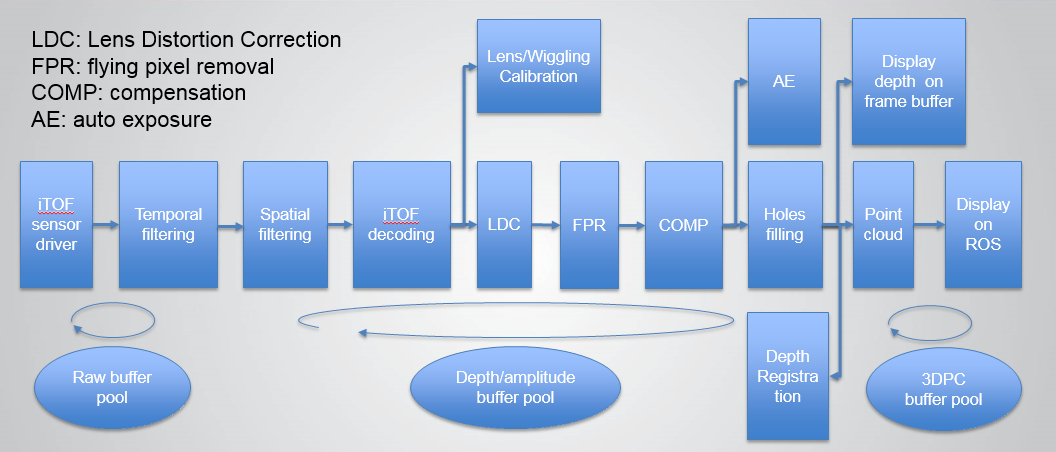 LDC: Lens Distortion Correction
FPR: flying pixel removal
COMP: compensation
AE: auto exposure
Lens/Wiggling
Calibration
AE
Display
depth on
frame buffer
iTOF
sensor
driver
Temporal
filtering
Spatial
filtering
iTOF
decoding
LDC
FPR
COMP
Holes
filling
Point
cloud
Display
on
ROS
Raw buffer
pool
Depth/amplitude
buffer pool
Depth
Registra
tion
3DPC
buffer pool